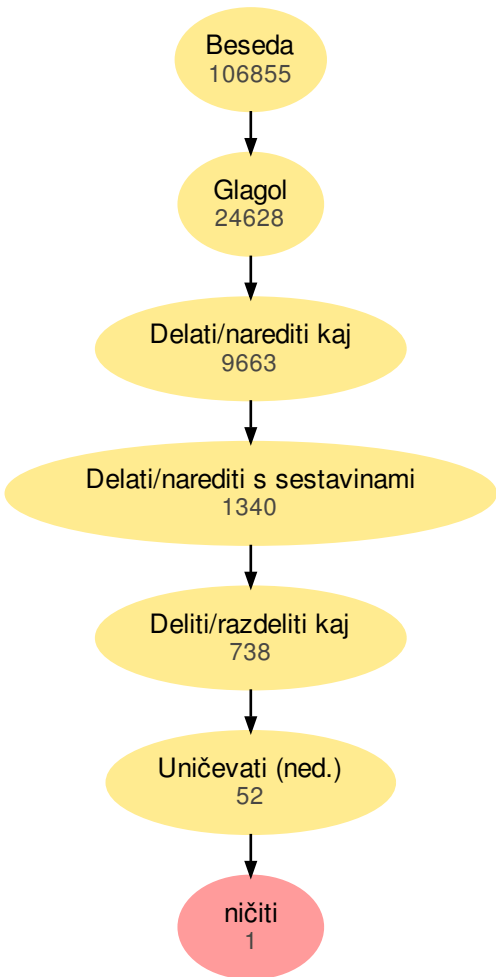 Beseda
106855
Glagol
24628
Delati/narediti kaj
9663
Delati/narediti s sestavinami
1340
Deliti/razdeliti kaj
738
Uničevati (ned.)
52
ničiti
1